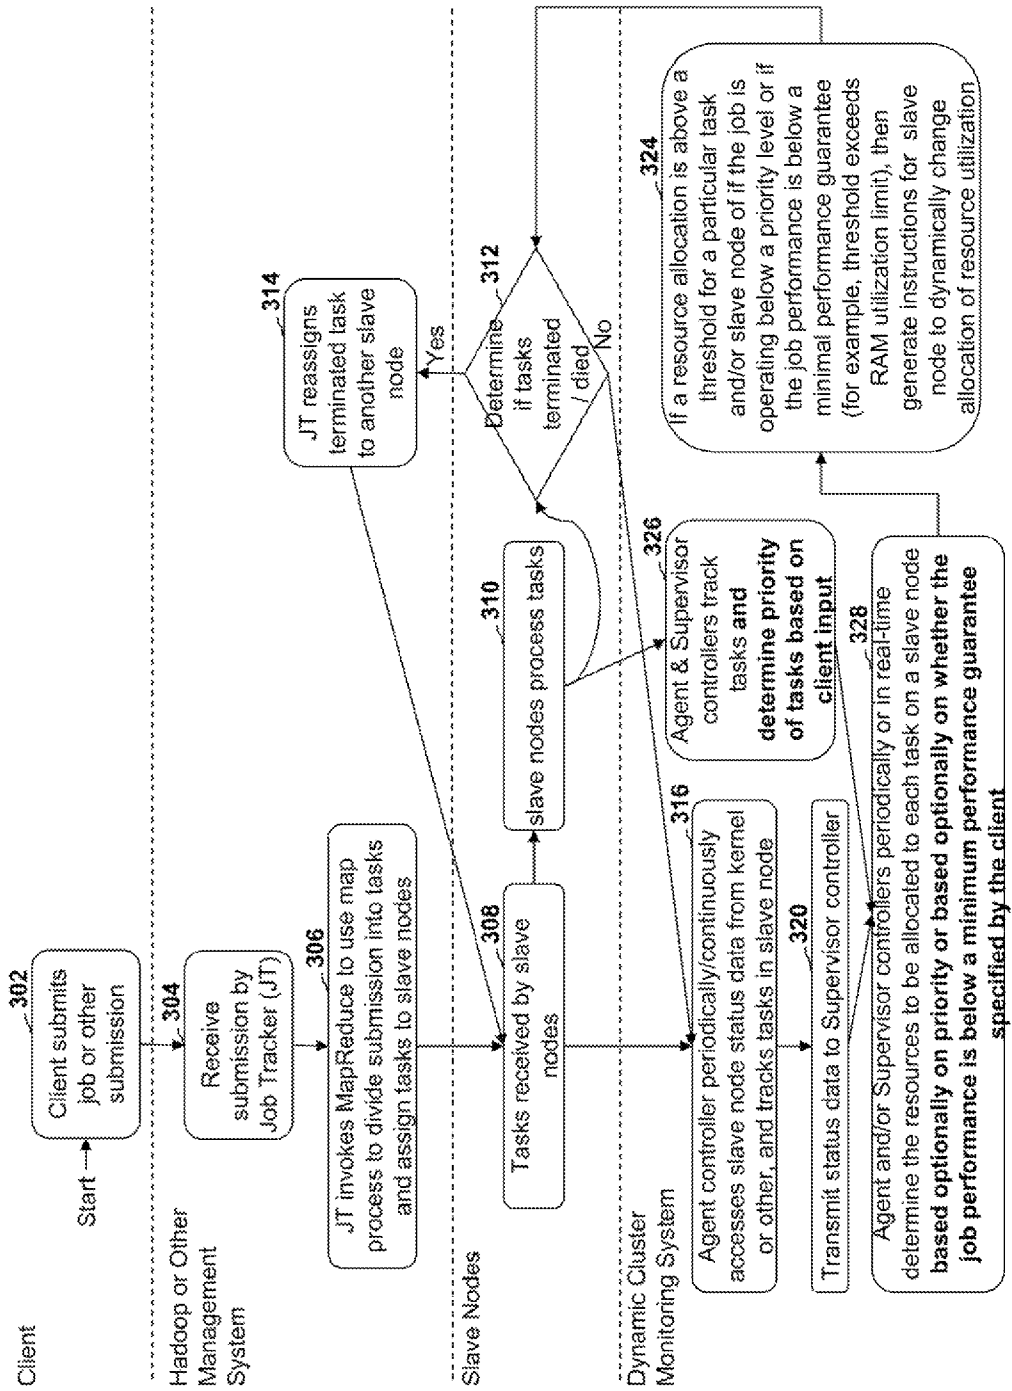 Client
Start
302
Client submits
job or other
submission
Hadoop or Other
Management
System
304
Receive
submission by
Job Tracker (JT)
306
JT invokes MapReduce to use map
process to divide submission into tasks
and assign tasks to slave nodes
314
JT reassigns
terminated task
to another slave
node
Slave Nodes
308
Tasks received by slave
nodes
310
slave nodes process tasks
312
Determine
if tasks
terminated
/ died
Yes
No
Dynamic Cluster
Monitoring System
316
Agent controller periodically/continuously
accesses slave node status data from kernel
or other, and tracks tasks in slave node
320
Transmit status data to Supervisor controller
326
Agent & Supervisor
controllers track
tasks and
determine priority
of tasks based on
client input
328
Agent and/or Supervisor controllers periodically or in real-time
determine the resources to be allocated to each task on a slave node
based optionally on priority or based optionally on whether the
job performance is below a minimum performance guarantee
specified by the client
324
If a resource allocation is above a
threshold for a particular task
and/or slave node of if the job is
operating below a priority level or if
the job performance is below a
minimal performance guarantee
(for example, threshold exceeds
RAM utilization limit), then
generate instructions for slave
node to dynamically change
allocation of resource utilization